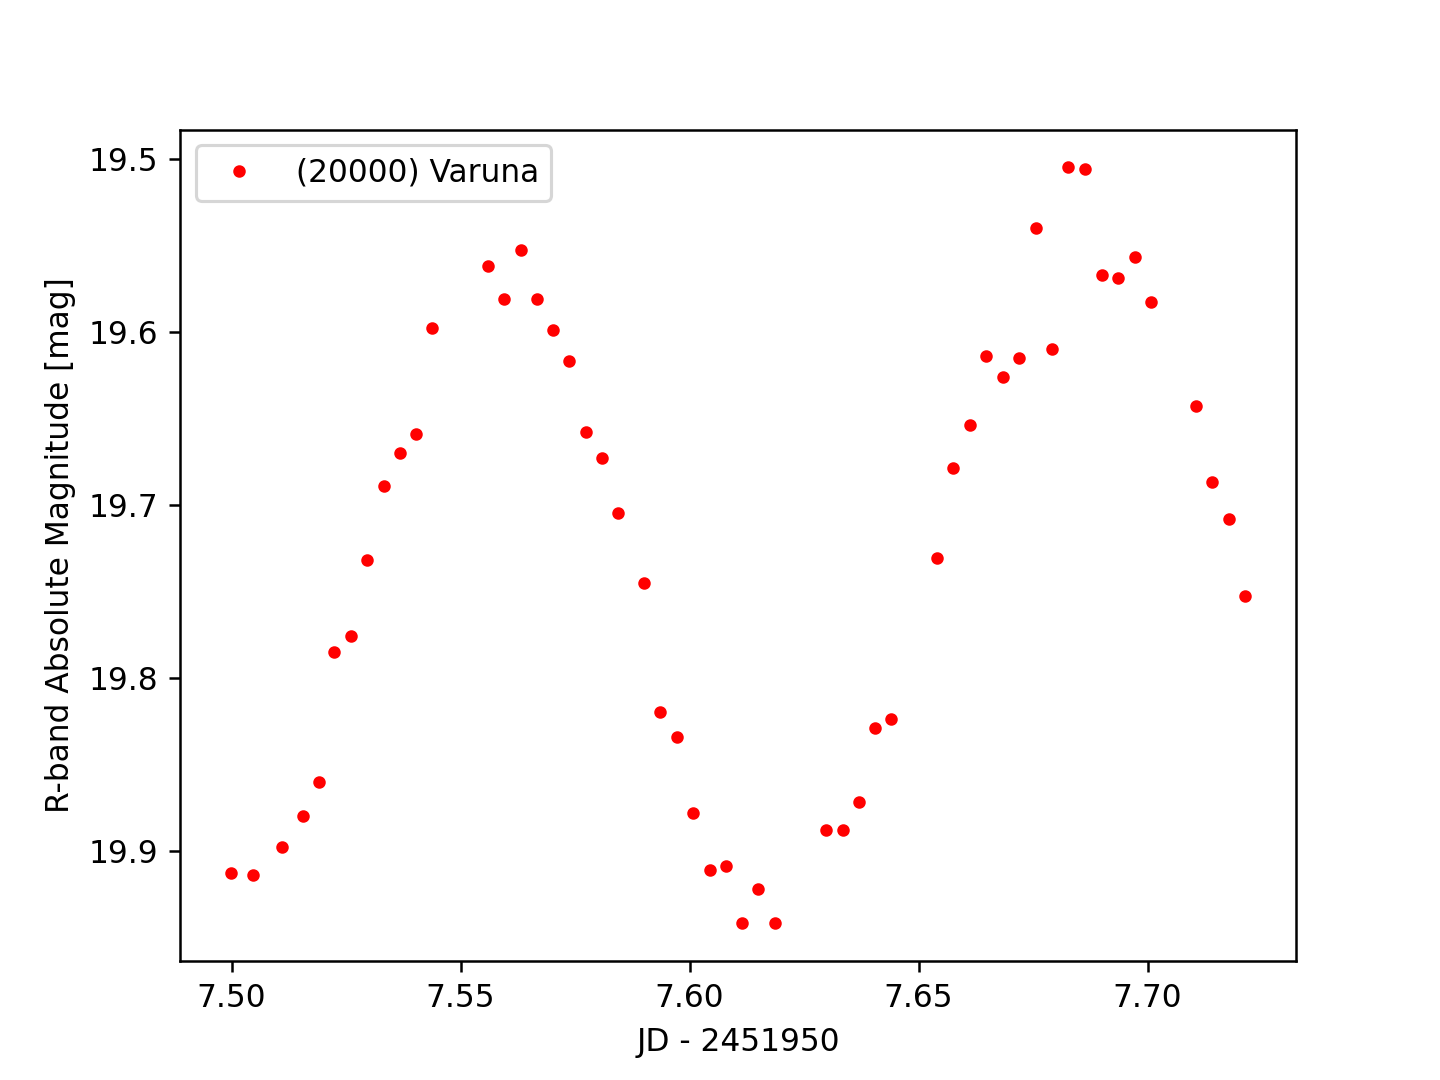 (20000) Varuna
R-band Absolute Magnitude [mag]
19.5
19.6
19.7
19.8
19.9
7.50 7.55 7.60 7.65 7.70
JD - 2451950